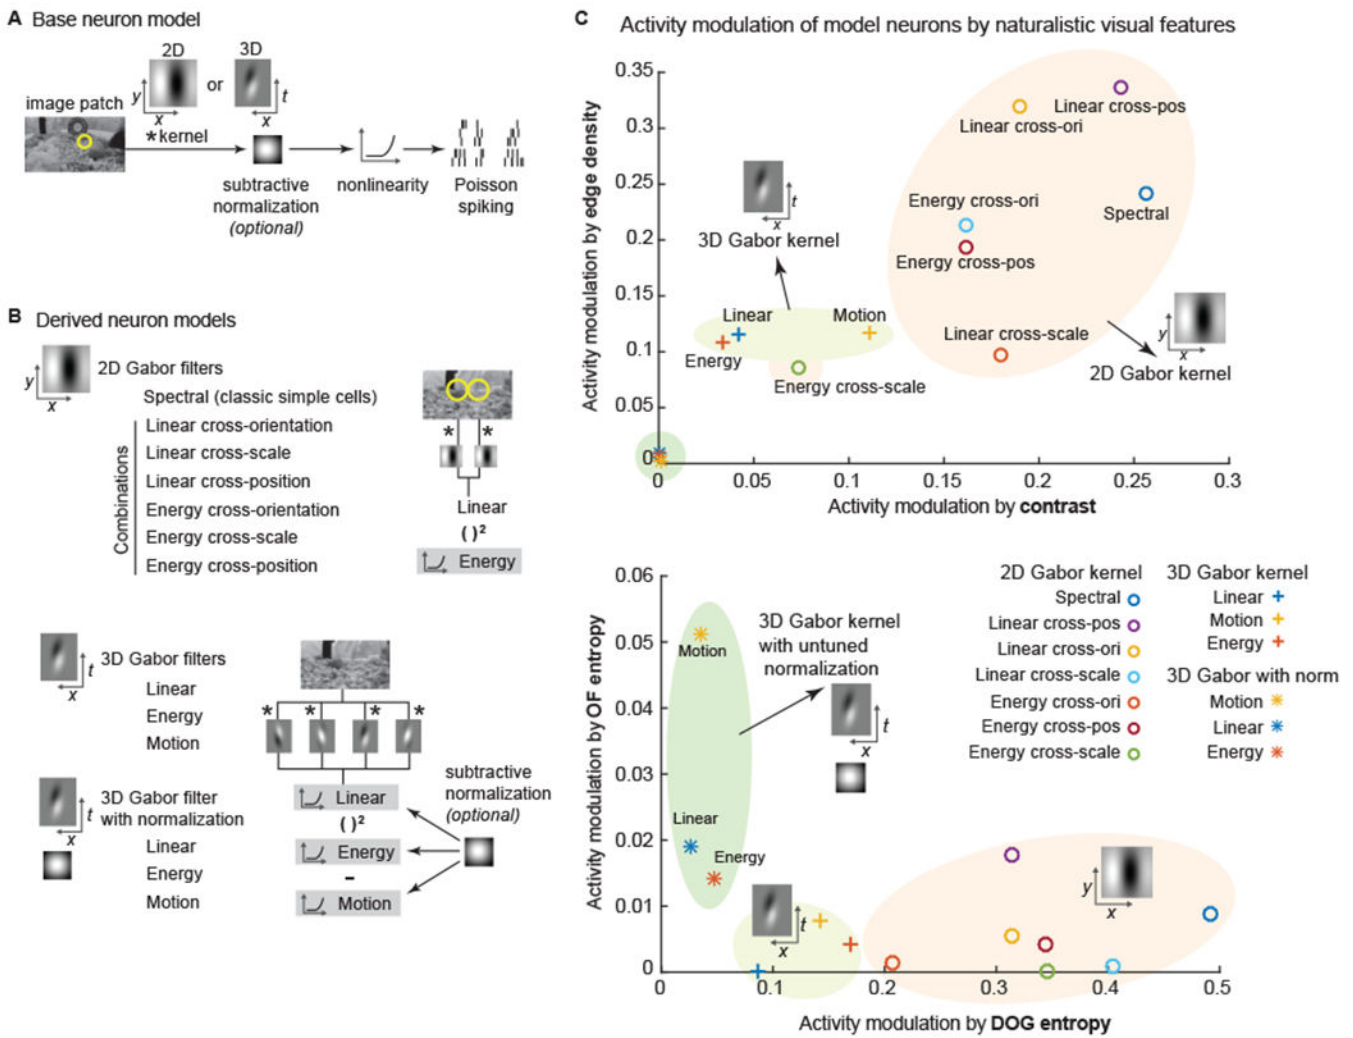 A Base neuron model
2D
3D
or
image patch
y
x
t
x
*kernel
subtractive
normalization
(optional)
nonlinearity
Poisson
spiking
B Derived neuron models
y
x
2D Gabor filters
Spectral (classic simple cells)
Combinations
Linear cross-orientation
Linear cross-scale
Linear cross-position
Energy cross-orientation
Energy cross-scale
Energy cross-position
* *
Linear
( )²
Energy
t
x
3D Gabor filters
Linear
Energy
Motion
t
x
3D Gabor filter
with normalization
Linear
Energy
Motion
* * * *
Linear
( )²
Energy
–
Motion
subtractive
normalization
(optional)
C Activity modulation of model neurons by naturalistic visual features
Activity modulation by edge density
0.35
0.3
0.25
0.2
0.15
0.1
0.05
0
Linear cross-pos
Linear cross-ori
Spectral
Energy cross-ori
Energy cross-pos
Linear cross-scale
t
x
3D Gabor kernel
Linear
Motion
Energy
Energy cross-scale
y
x
2D Gabor kernel
0 0.05 0.1 0.15 0.2 0.25 0.3
Activity modulation by contrast
Activity modulation by OF entropy
0.06
0.05
0.04
0.03
0.02
0.01
0
Motion
Linear
Energy
3D Gabor kernel
with untuned
normalization
t
x
t
x
y
x
2D Gabor kernel
Spectral
Linear cross-pos
Linear cross-ori
Linear cross-scale
Energy cross-ori
Energy cross-pos
Energy cross-scale
3D Gabor kernel
Linear
Motion
Energy
3D Gabor with norm
Motion
Linear
Energy
0 0.1 0.2 0.3 0.4 0.5
Activity modulation by DOG entropy